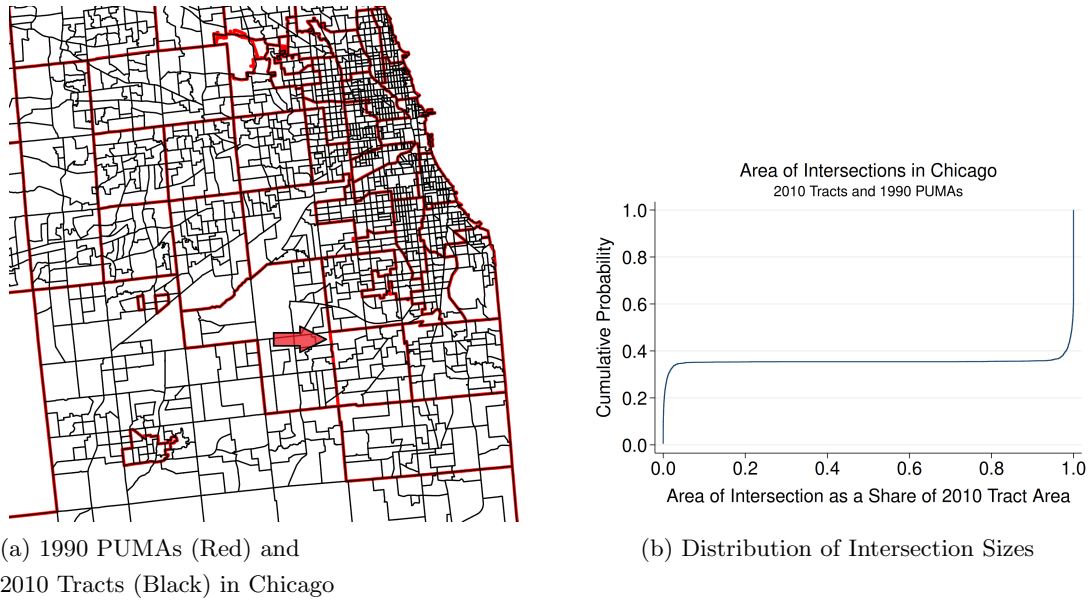 Area of Intersections in Chicago
2010 Tracts and 1990 PUMAs
Cumulative Probability
1.0
0.8
0.6
0.4
0.2
0.0
0.0 0.2 0.4 0.6 0.8 1.0
Area of Intersection as a Share of 2010 Tract Area
(a) 1990 PUMAs (Red) and
2010 Tracts (Black) in Chicago
(b) Distribution of Intersection Sizes